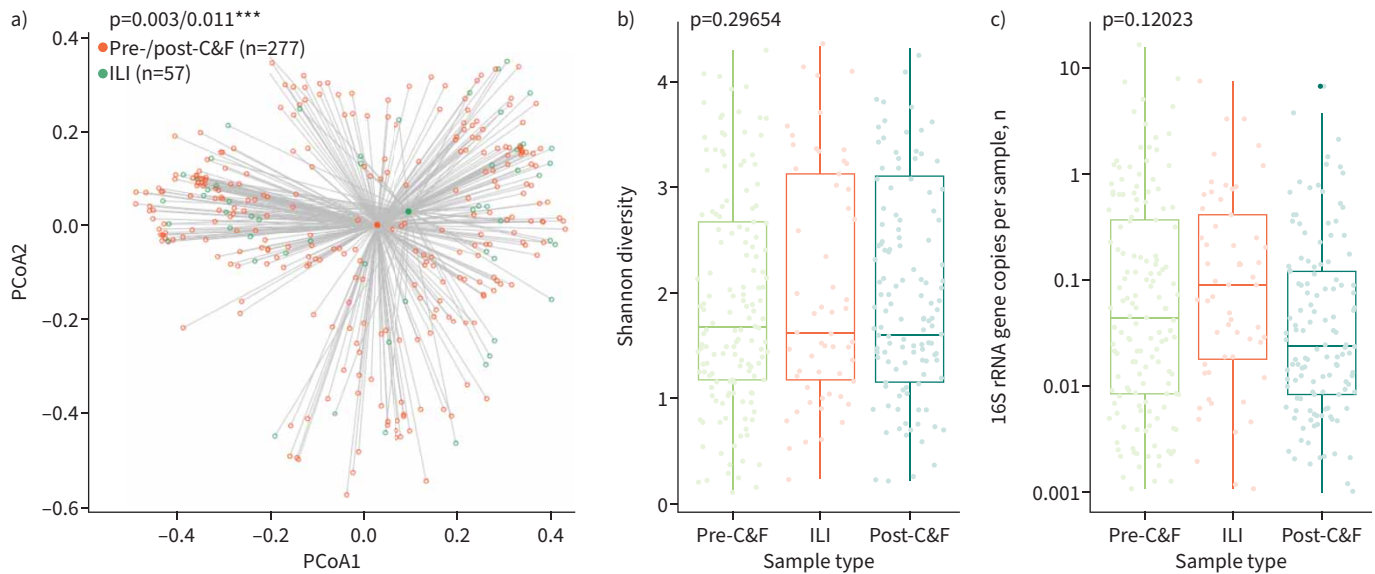 a)
p=0.003/0.011***
Pre-/post-C&F (n=277)
ILI (n=57)
PCoA2
0.4
0.2
0.0
−0.2
−0.4
−0.6
−0.4
−0.2
0.0
0.2
0.4
PCoA1
b)
p=0.29654
Shannon diversity
4
3
2
1
0
Pre-C&F
ILI
Post-C&F
Sample type
c)
p=0.12023
16S rRNA gene copies per sample, n
10
1
0.1
0.01
0.001
Pre-C&F
ILI
Post-C&F
Sample type